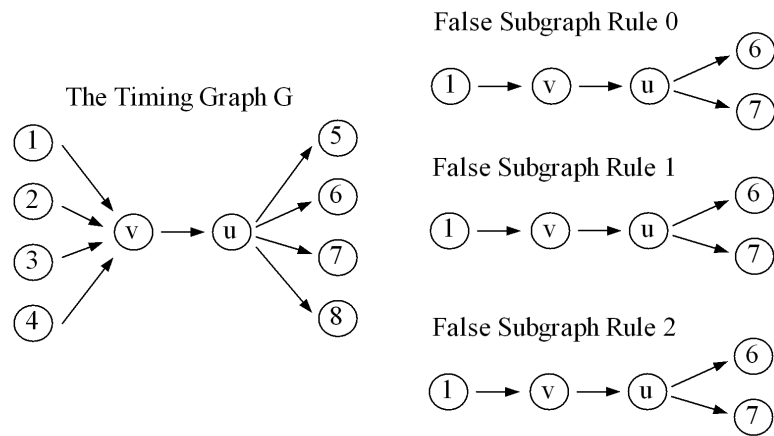 The Timing Graph G
1
2
3
4
v
u
5
6
7
8
False Subgraph Rule 0
1
v
u
6
7
False Subgraph Rule 1
1
v
u
6
7
False Subgraph Rule 2
1
v
u
6
7